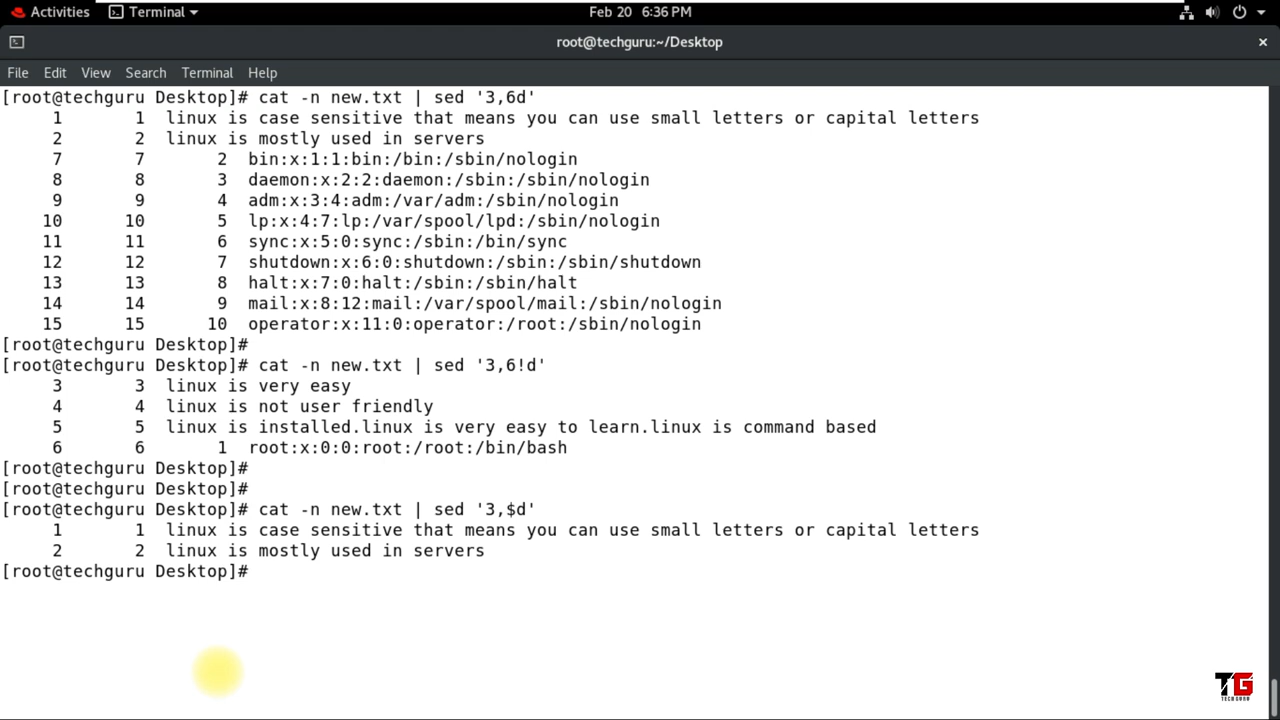 Activities Terminal Feb 20 6:36 PM
root@techguru:~/Desktop ×
File Edit View Search Terminal Help
[root@techguru Desktop]# cat -n new.txt | sed '3,6d'
1 1 linux is case sensitive that means you can use small letters or capital letters
2 2 linux is mostly used in servers
7 7 2 bin:x:1:1:bin:/bin:/sbin/nologin
8 8 3 daemon:x:2:2:daemon:/sbin:/sbin/nologin
9 9 4 adm:x:3:4:adm:/var/adm:/sbin/nologin
10 10 5 lp:x:4:7:lp:/var/spool/lpd:/sbin/nologin
11 11 6 sync:x:5:0:sync:/sbin:/bin/sync
12 12 7 shutdown:x:6:0:shutdown:/sbin:/sbin/shutdown
13 13 8 halt:x:7:0:halt:/sbin:/sbin/halt
14 14 9 mail:x:8:12:mail:/var/spool/mail:/sbin/nologin
15 15 10 operator:x:11:0:operator:/root:/sbin/nologin
[root@techguru Desktop]#
[root@techguru Desktop]# cat -n new.txt | sed '3,6!d'
3 3 linux is very easy
4 4 linux is not user friendly
5 5 linux is installed.linux is very easy to learn.linux is command based
6 6 1 root:x:0:0:root:/root:/bin/bash
[root@techguru Desktop]#
[root@techguru Desktop]#
[root@techguru Desktop]# cat -n new.txt | sed '3,$d'
1 1 linux is case sensitive that means you can use small letters or capital letters
2 2 linux is mostly used in servers
[root@techguru Desktop]#
TG
TECH GURU